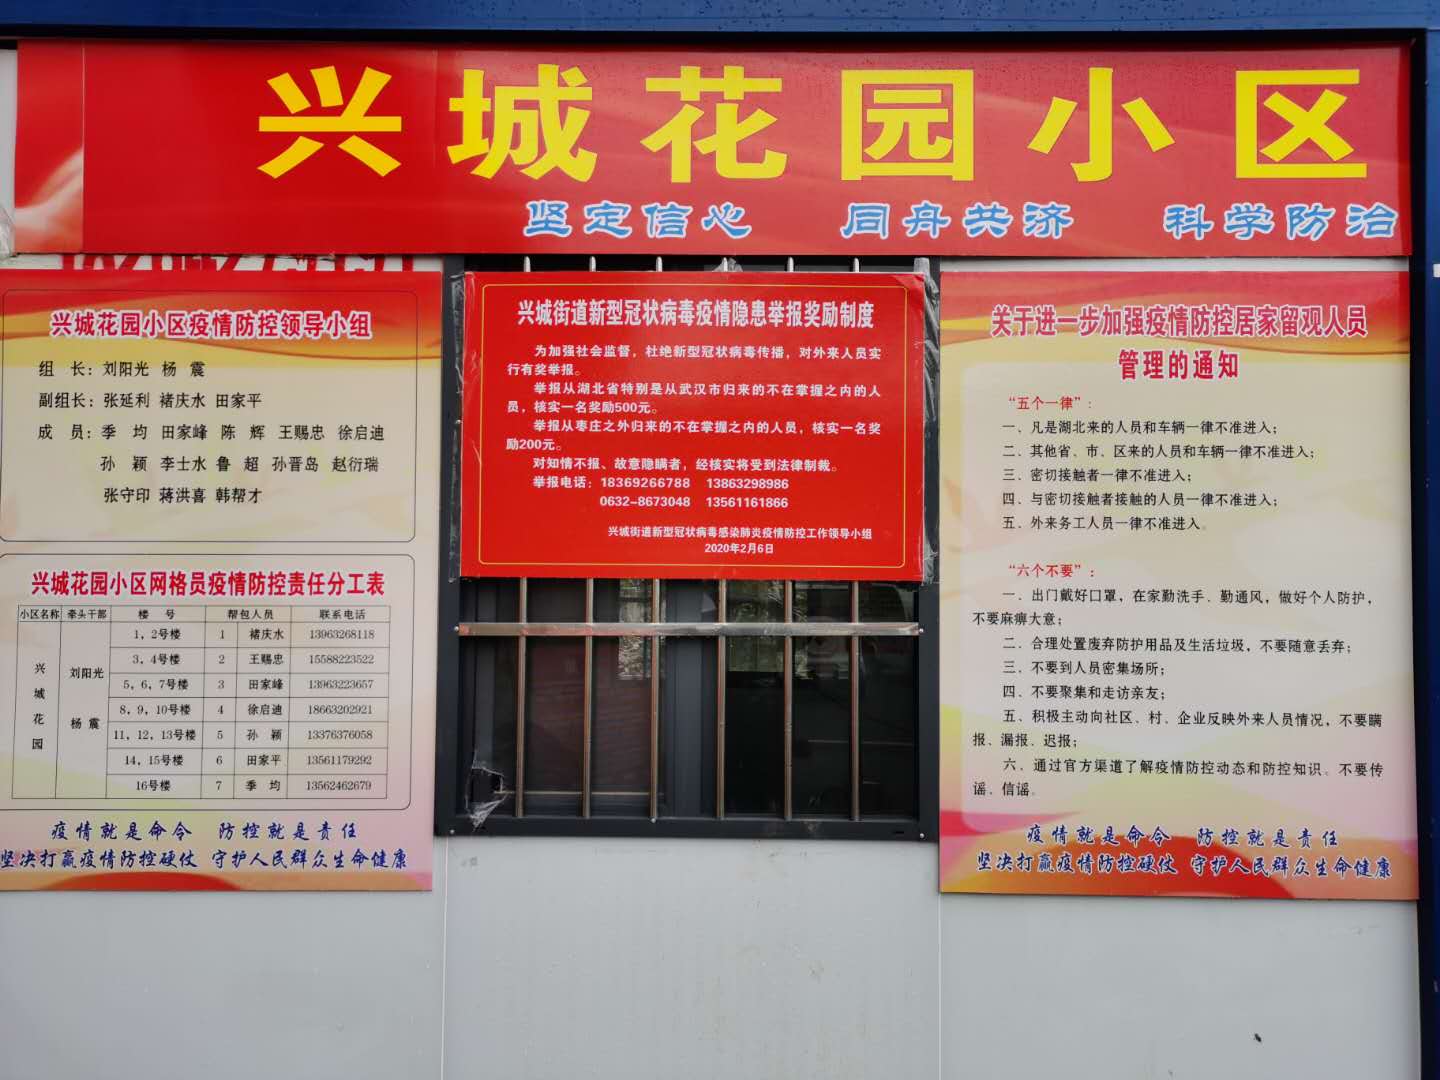 兴城花园小区
坚定信心 同舟共济 科学防治
兴城花园小区疫情防控领导小组
组 长：刘阳光 杨 震
副组长：张延利 褚庆水 田家平
成 员：季 均 田家峰 陈 辉 王赐忠 徐启迪
孙 颖 李士水 鲁 超 孙晋岛 赵衍瑞
张守印 蒋洪喜 韩帮才
兴城花园小区网格员疫情防控责任分工表
小区名称 牵头干部 楼 号 帮包人员 联系电话
兴城花园 刘阳光 杨 震
1，2号楼 1 褚庆水 13963268118
3，4号楼 2 王赐忠 15588223522
5，6，7号楼 3 田家峰 13963223657
8，9，10号楼 4 徐启迪 18663202921
11，12，13号楼 5 孙 颖 13376376058
14，15号楼 6 田家平 13561179292
16号楼 7 季 均 13562462679
疫情就是命令 防控就是责任
坚决打赢疫情防控硬仗 守护人民群众生命健康
兴城街道新型冠状病毒疫情隐患举报奖励制度
为加强社会监督，杜绝新型冠状病毒传播，对外来人员实
行有奖举报。
举报从湖北省特别是从武汉市归来的不在掌握之内的人
员，核实一名奖励500元。
举报从枣庄之外归来的不在掌握之内的人员，核实一名奖
励200元。
对知情不报、故意隐瞒者，经核实将受到法律制裁。
举报电话：18369266788 13863298986
0632-8673048 13561161866
兴城街道新型冠状病毒感染肺炎疫情防控工作领导小组
2020年2月6日
关于进一步加强疫情防控居家留观人员
管理的通知
“五个一律”：
一、凡是湖北来的人员和车辆一律不准进入；
二、其他省、市、区来的人员和车辆一律不准进入；
三、密切接触者一律不准进入；
四、与密切接触者接触的人员一律不准进入；
五、外来务工人员一律不准进入。
“六个不要”：
一、出门戴好口罩，在家勤洗手、勤通风，做好个人防护，
不要麻痹大意；
二、合理处置废弃防护用品及生活垃圾，不要随意丢弃；
三、不要到人员密集场所；
四、不要聚集和走访亲友；
五、积极主动向社区、村、企业反映外来人员情况，不要瞒
报、漏报、迟报；
六、通过官方渠道了解疫情防控动态和防控知识。不要传
谣、信谣。
疫情就是命令 防控就是责任
坚决打赢疫情防控硬仗 守护人民群众生命健康